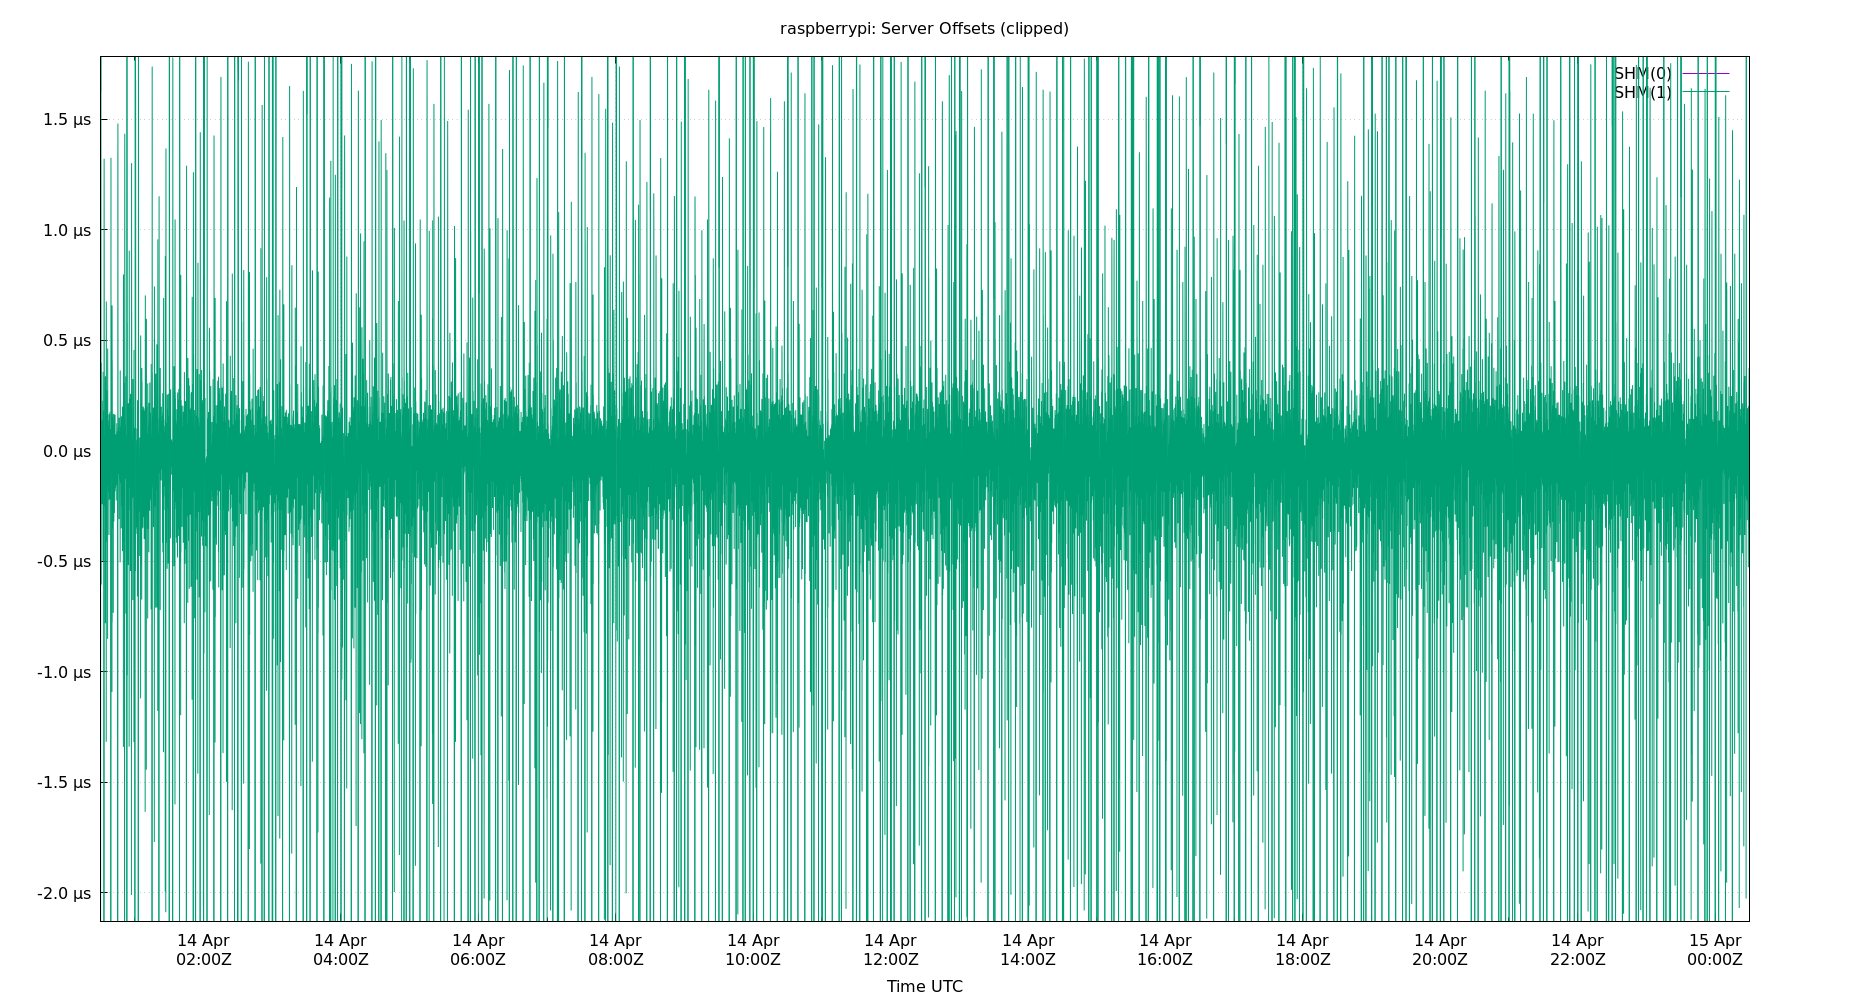 raspberrypi: Server Offsets (clipped)
SHM(0)
SHM(1)
1.5 µs
1.0 µs
0.5 µs
0.0 µs
-0.5 µs
-1.0 µs
-1.5 µs
-2.0 µs
14 Apr 14 Apr 14 Apr 14 Apr 14 Apr 14 Apr 14 Apr 14 Apr 14 Apr 14 Apr 14 Apr 15 Apr
02:00Z 04:00Z 06:00Z 08:00Z 10:00Z 12:00Z 14:00Z 16:00Z 18:00Z 20:00Z 22:00Z 00:00Z
Time UTC